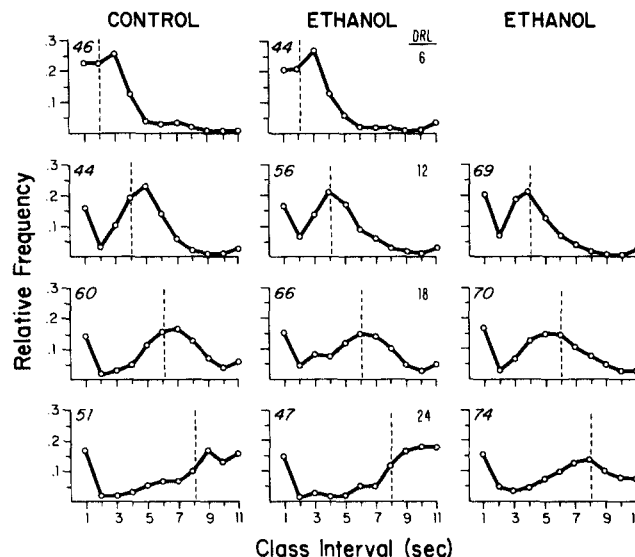 CONTROL ETHANOL ETHANOL
46 44 DRL
.3 6
.2
.1
44 56 12 69
.3
.2
.1
60 66 18 70
.3
.2
.1
51 47 24 74
.3
.2
.1
1 3 5 7 9 11 1 3 5 7 9 11 1 3 5 7 9 11
Relative Frequency
Class Interval (sec)